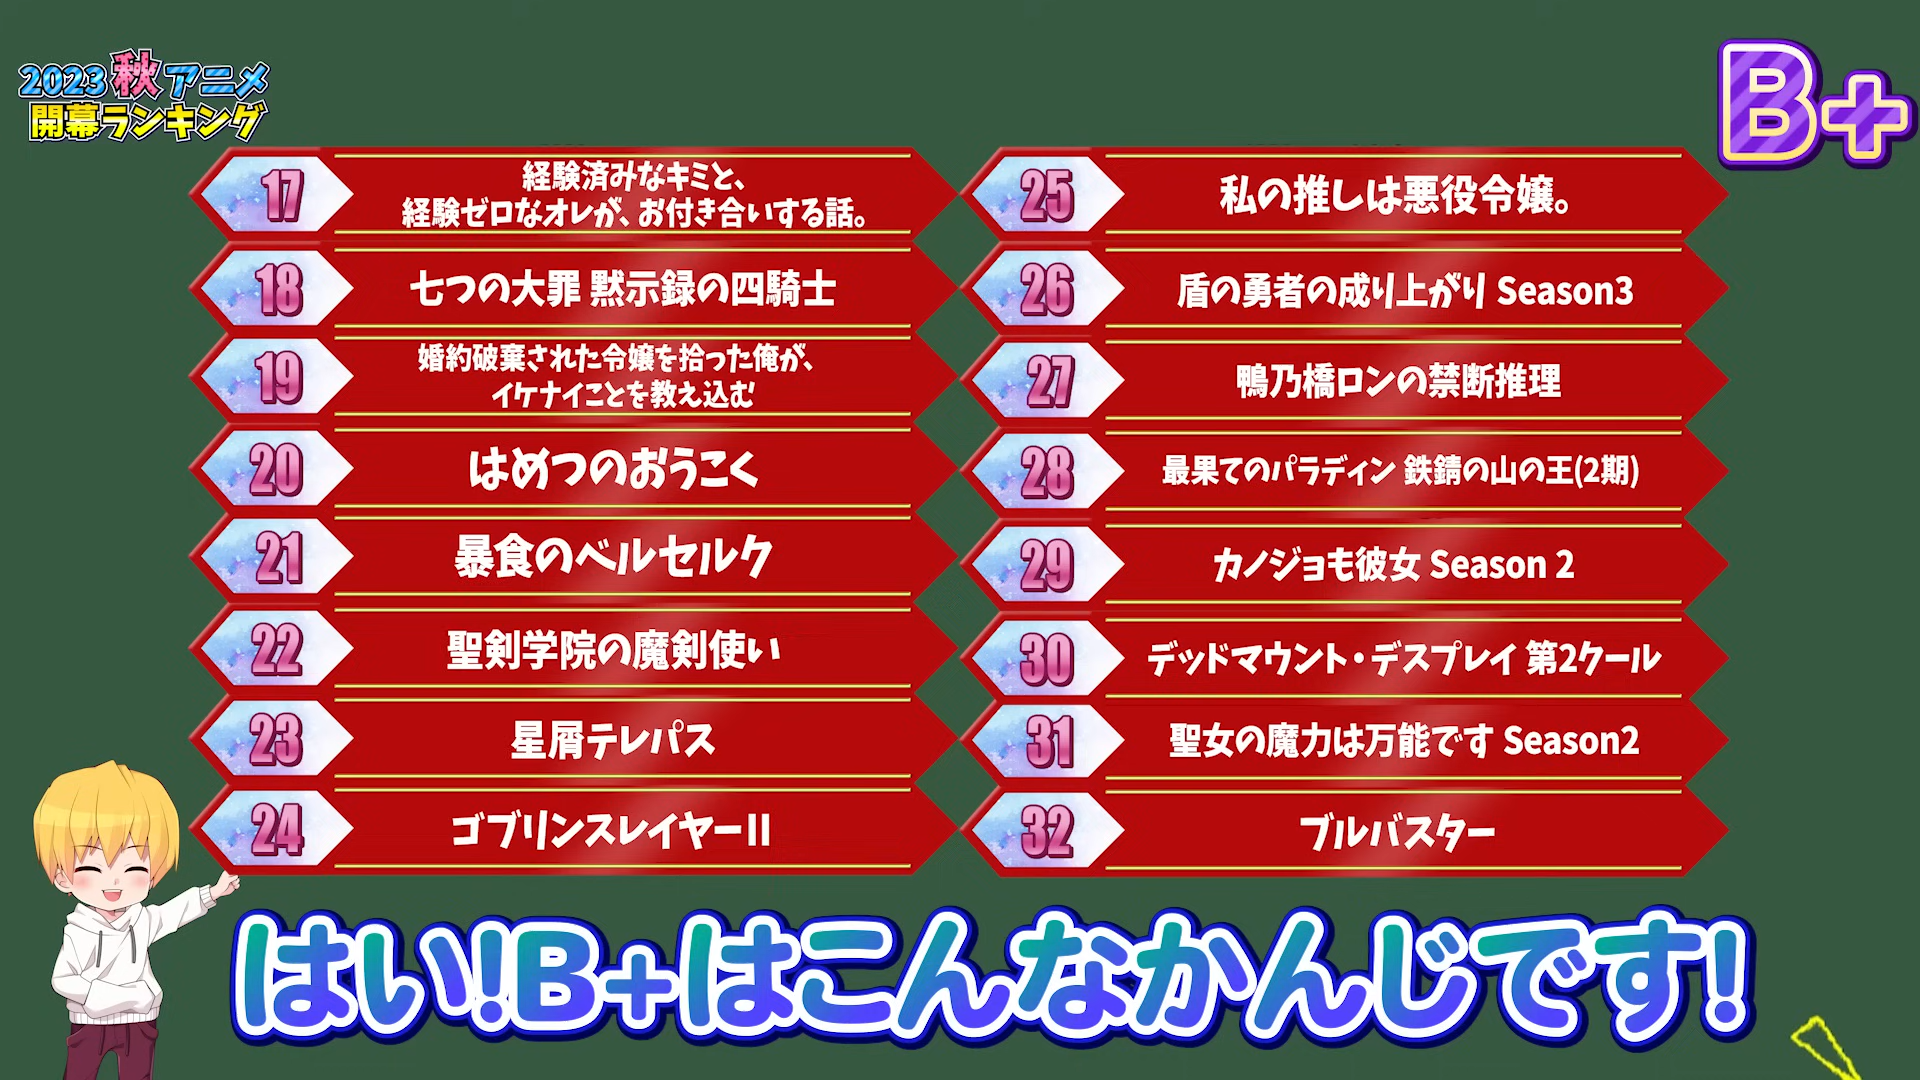 2023秋アニメ
開幕ランキング
B+
17
経験済みなキミと、
経験ゼロなオレが、お付き合いする話。
18
七つの大罪 黙示録の四騎士
19
婚約破棄された令嬢を拾った俺が、
イケナイことを教え込む
20
はめつのおうこく
21
暴食のベルセルク
22
聖剣学院の魔剣使い
23
星屑テレパス
24
ゴブリンスレイヤーII
25
私の推しは悪役令嬢。
26
盾の勇者の成り上がり Season3
27
鴨乃橋ロンの禁断推理
28
最果てのパラディン 鉄錆の山の王(2期)
29
カノジョも彼女 Season 2
30
デッドマウント・デスプレイ 第2クール
31
聖女の魔力は万能です Season2
32
ブルバスター
はい!B+はこんなかんじです!